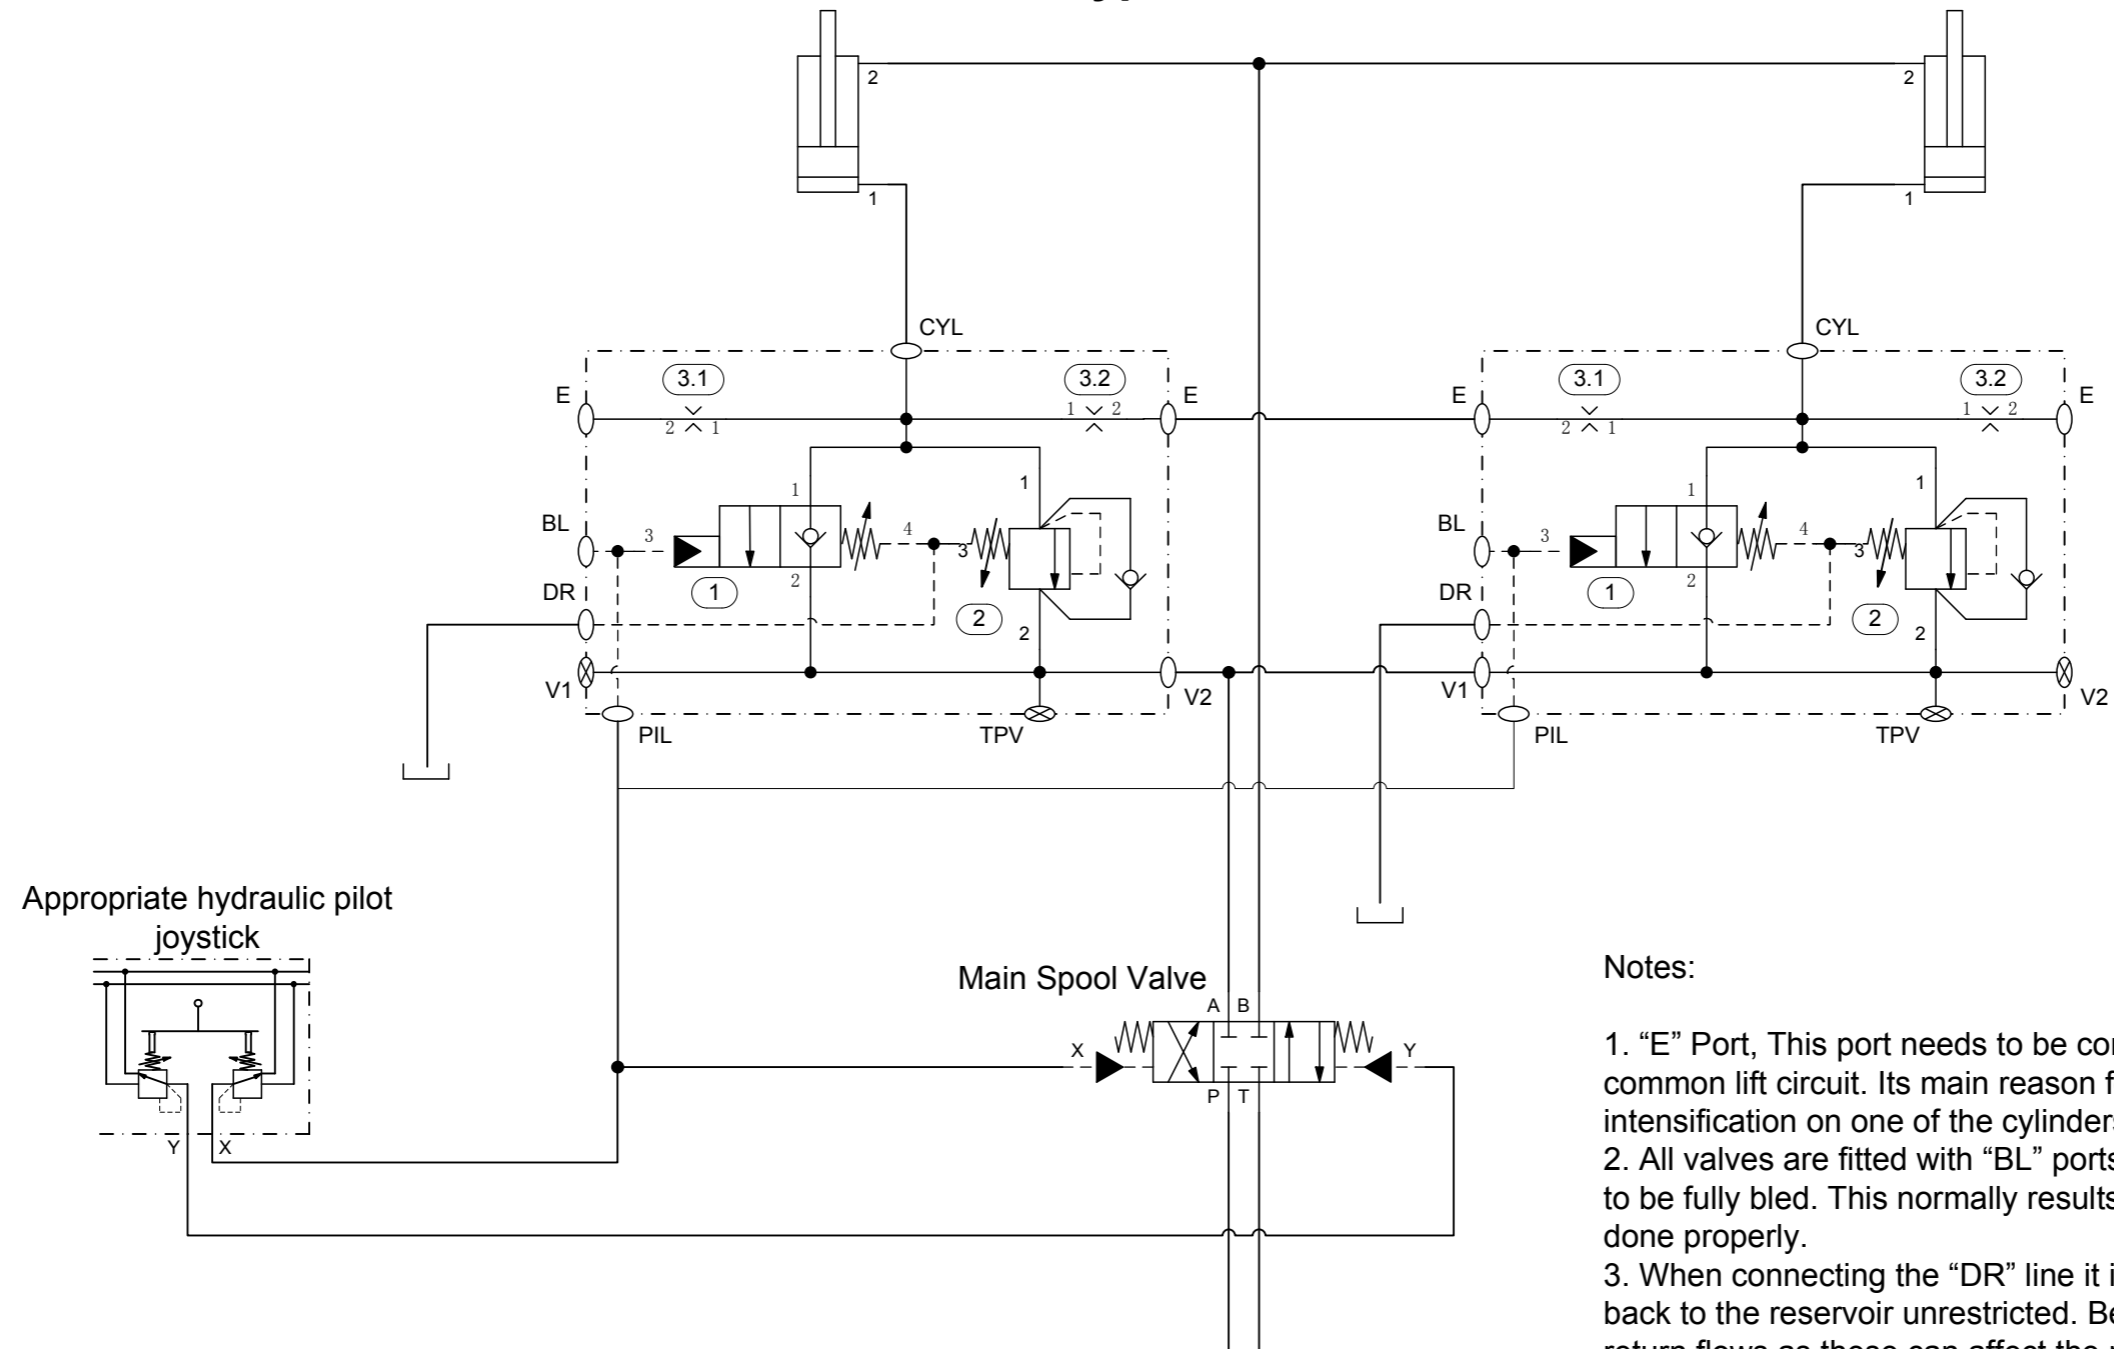 2
2
1
1
CYL
CYL
3.1
3.2
3.1
3.2
E
E
E
E
2 1
1 2
2 1
1 2
1
1
1
1
BL
3
4
3
BL
3
4
3
2
2
DR
1
2
2
DR
1
2
2
V1
V2
V1
V2
PIL
TPV
PIL
TPV
Appropriate hydraulic pilot
joystick
Main Spool Valve
A B
X
Y
P T
Y X
Notes:
1. “E” Port, This port needs to be
common lift circuit. Its main reason
intensification on one of the
2. All valves are fitted with “BL”
to be fully bled. This normally
done properly.
3. When connecting the “DR” line it
back to the reservoir unrestricted.